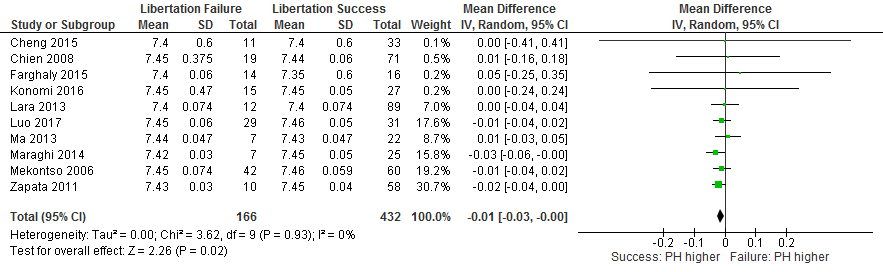 Libertation Failure Libertation Success Mean Difference Mean Difference
Study or Subgroup Mean SD Total Mean SD Total Weight IV, Random, 95% CI IV, Random, 95% CI
Cheng 2015 7.4 0.6 11 7.4 0.6 33 0.1% 0.00 [-0.41, 0.41]
Chien 2008 7.45 0.375 19 7.44 0.06 71 0.4% 0.01 [-0.16, 0.18]
Farghaly 2015 7.4 0.06 14 7.35 0.6 16 0.1% 0.05 [-0.25, 0.35]
Konomi 2016 7.45 0.47 15 7.45 0.05 27 0.1% 0.00 [-0.24, 0.24]
Lara 2013 7.4 0.074 12 7.4 0.074 89 7.0% 0.00 [-0.04, 0.04]
Luo 2017 7.45 0.06 29 7.46 0.05 31 17.6% -0.01 [-0.04, 0.02]
Ma 2013 7.44 0.047 7 7.43 0.047 22 8.8% 0.01 [-0.03, 0.05]
Maraghi 2014 7.42 0.03 7 7.45 0.05 25 15.8% -0.03 [-0.06, -0.00]
Mekontso 2006 7.45 0.074 42 7.46 0.059 60 19.4% -0.01 [-0.04, 0.02]
Zapata 2011 7.43 0.03 10 7.45 0.04 58 30.7% -0.02 [-0.04, 0.00]
Total (95% CI) 166 432 100.0% -0.01 [-0.03, -0.00]
Heterogeneity: Tau² = 0.00; Chi² = 3.62, df = 9 (P = 0.93); I² = 0%
Test for overall effect: Z = 2.26 (P = 0.02)
-0.2 -0.1 0 0.1 0.2
Success: PH higher Failure: PH higher